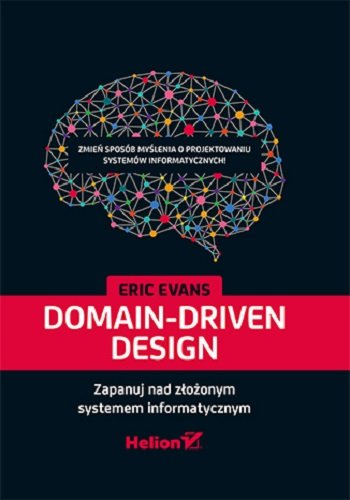 ZMIEŃ SPOSÓB MYŚLENIA O PROJEKTOWANIU
SYSTEMÓW INFORMATYCZNYCH!
ERIC EVANS
DOMAIN-DRIVEN
DESIGN
Zapanuj nad złożonym
systemem informatycznym
Helion